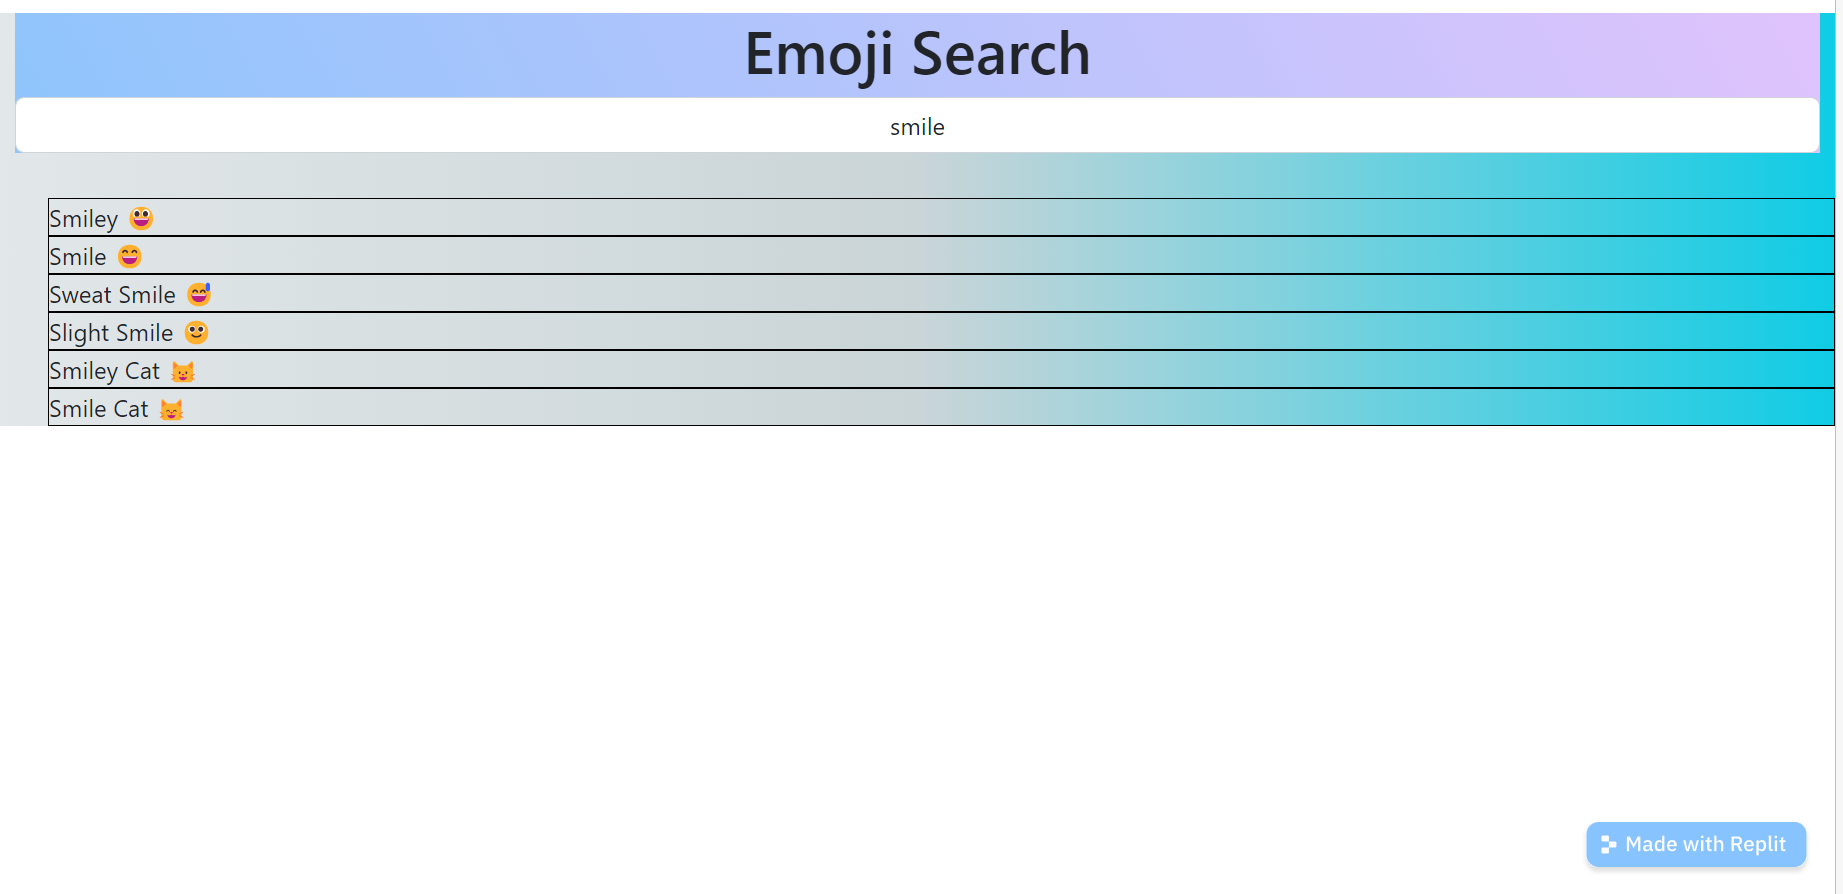 Emoji Search
smile
Smiley 😃
Smile 😄
Sweat Smile 😅
Slight Smile 🙂
Smiley Cat 😺
Smile Cat 😸
Made with Replit